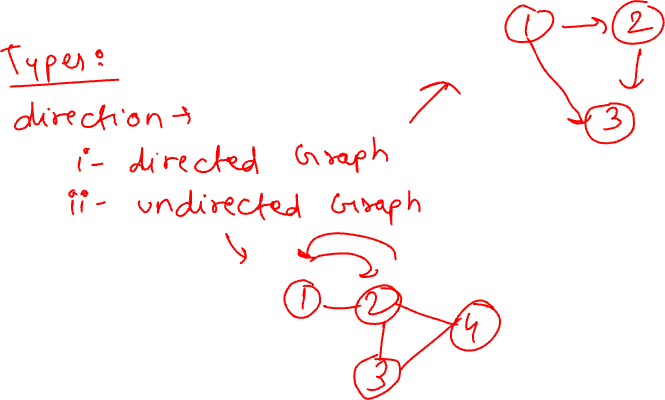 Types:
direction →
i- directed Graph
ii- undirected Graph
1 → 2
3
1 2
4
3